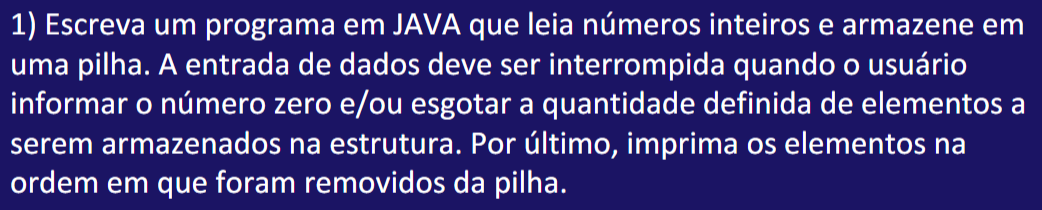 1) Escreva um programa em JAVA que leia números inteiros e armazene em
uma pilha. A entrada de dados deve ser interrompida quando o usuário
informar o número zero e/ou esgotar a quantidade definida de elementos a
serem armazenados na estrutura. Por último, imprima os elementos na
ordem em que foram removidos da pilha.